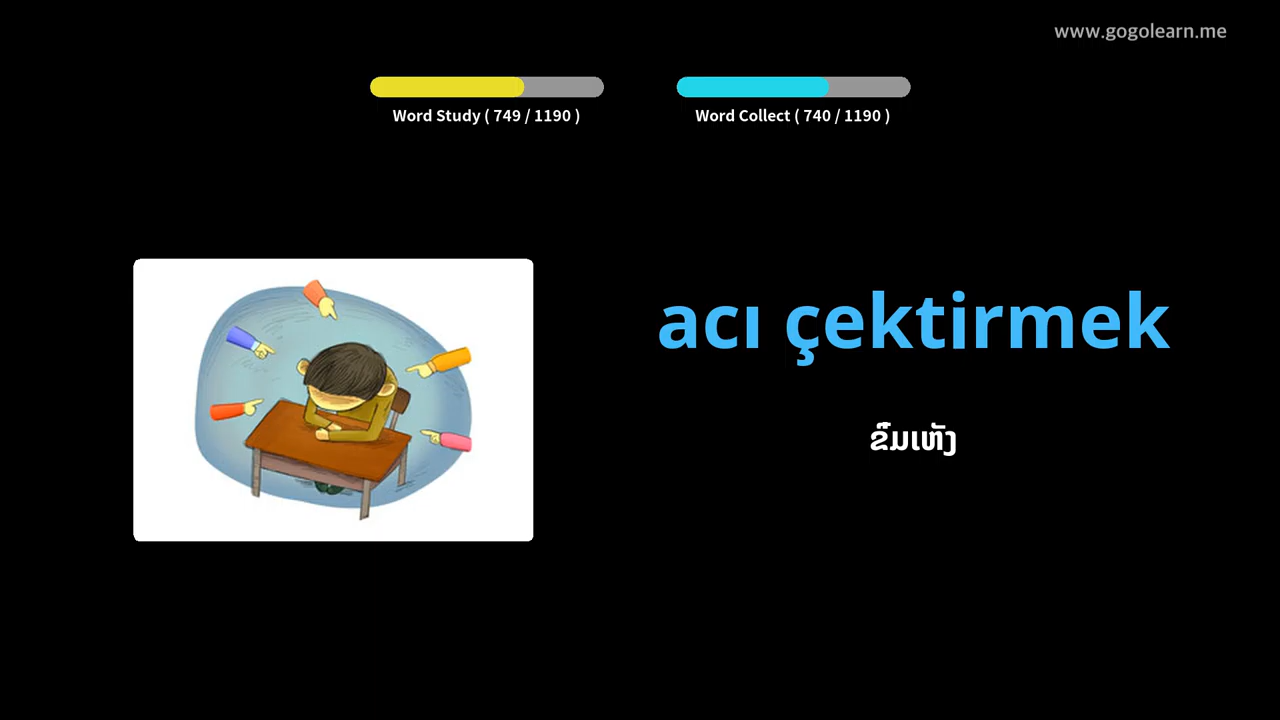 www.gogolearn.me
Word Study ( 749 / 1190 )
Word Collect ( 740 / 1190 )
acı çektirmek
ຂົ່ມເຫັງ